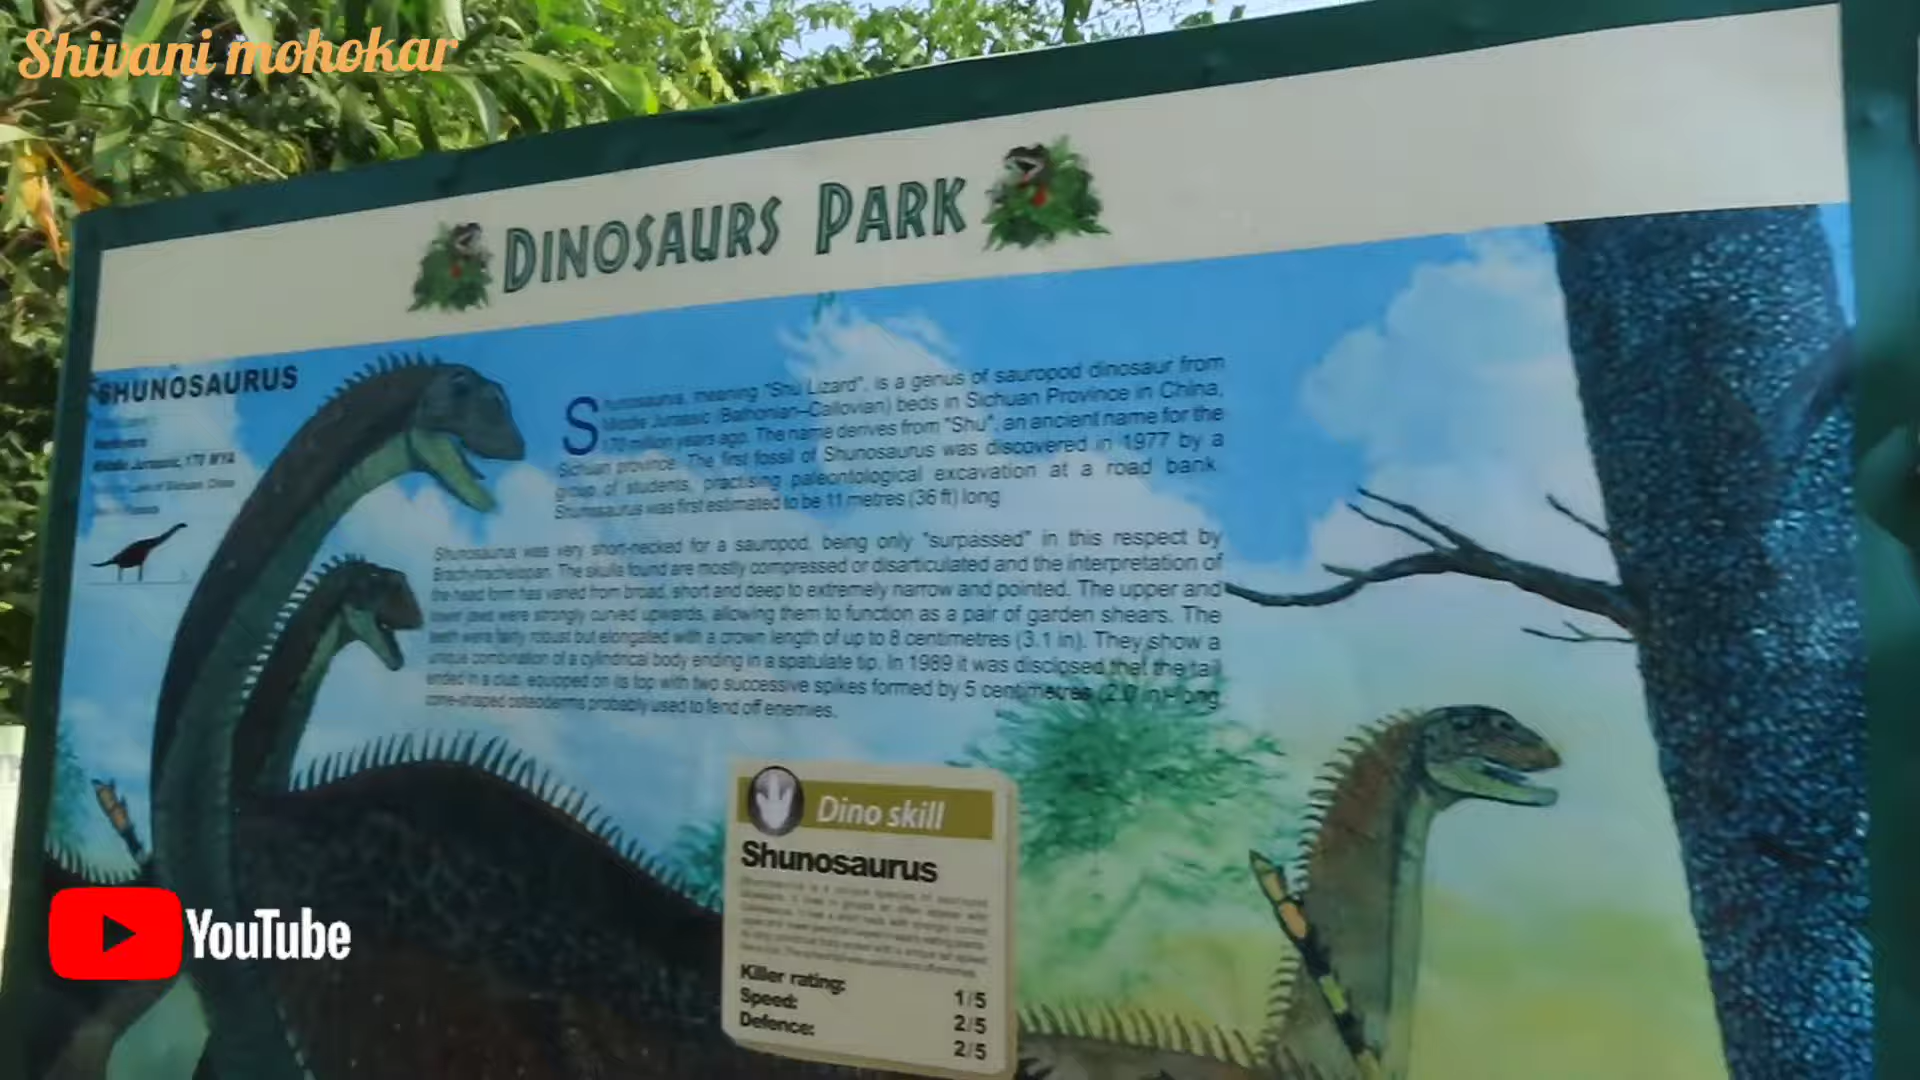 Shivani mohokar
DINOSAURS PARK
SHUNOSAURUS
Middle Jurassic, 170 MYA
Shunosaurus, meaning "Shu Lizard", is a genus of sauropod dinosaur from
Middle Jurassic (Bathonian–Callovian) beds in Sichuan Province in China,
170 million years ago. The name derives from "Shu", an ancient name for the
Sichuan province. The first fossil of Shunosaurus was discovered in 1977 by a
group of students, practising paleontological excavation at a road bank.
Shunosaurus was first estimated to be 11 metres (36 ft) long
Shunosaurus was very short-necked for a sauropod, being only "surpassed" in this respect by
Brachytrachelopan. The skulls found are mostly compressed or disarticulated and the interpretation of
the head form has varied from broad, short and deep to extremely narrow and pointed. The upper and
lower jaws were strongly curved upwards, allowing them to function as a pair of garden shears. The
teeth were fairly robust but elongated with a crown length of up to 8 centimetres (3.1 in). They show a
unique combination of a cylindrical body ending in a spatulate tip. In 1989 it was disclosed that the tail
ended in a club, equipped on its top with two successive spikes formed by 5 centimetres (2.0 in)-long
cone-shaped osteoderms probably used to fend off enemies.
Dino skill
Shunosaurus
Killer rating: 1/5
Speed: 2/5
Defence: 2/5
YouTube